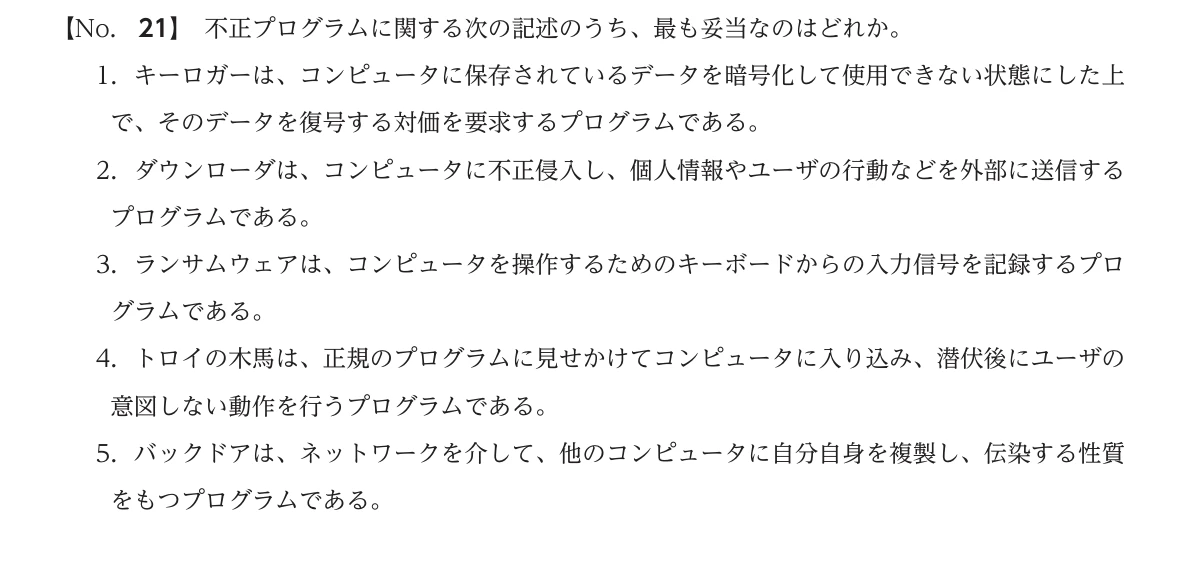 【No. 21】 不正プログラムに関する次の記述のうち、最も妥当なのはどれか。
1. キーロガーは、コンピュータに保存されているデータを暗号化して使用できない状態にした上
で、そのデータを復号する対価を要求するプログラムである。
2. ダウンローダは、コンピュータに不正侵入し、個人情報やユーザの行動などを外部に送信する
プログラムである。
3. ランサムウェアは、コンピュータを操作するためのキーボードからの入力信号を記録するプロ
グラムである。
4. トロイの木馬は、正規のプログラムに見せかけてコンピュータに入り込み、潜伏後にユーザの
意図しない動作を行うプログラムである。
5. バックドアは、ネットワークを介して、他のコンピュータに自分自身を複製し、伝染する性質
をもつプログラムである。